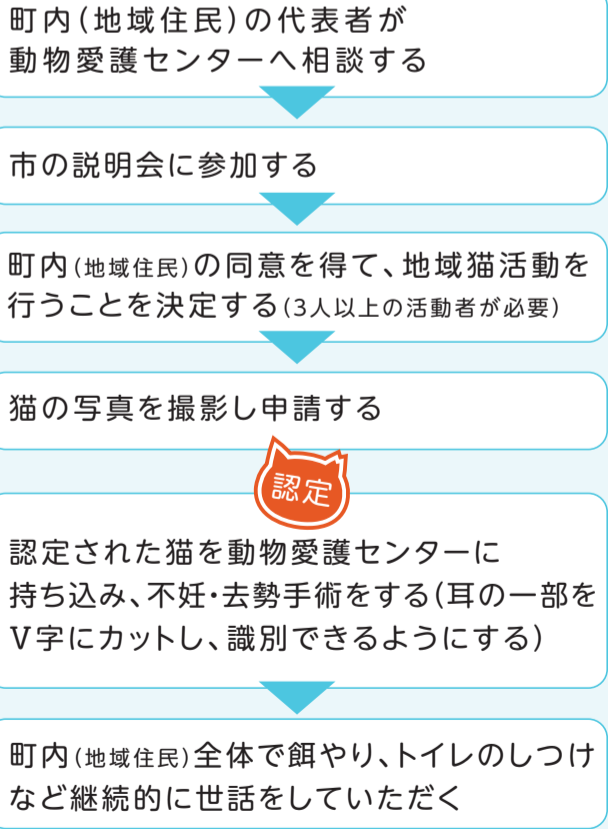 町内(地域住民)の代表者が
動物愛護センターへ相談する
市の説明会に参加する
町内(地域住民)の同意を得て、地域猫活動を
行うことを決定する(3人以上の活動者が必要)
猫の写真を撮影し申請する
認定
認定された猫を動物愛護センターに
持ち込み、不妊・去勢手術をする(耳の一部を
V字にカットし、識別できるようにする)
町内(地域住民)全体で餌やり、トイレのしつけ
など継続的に世話をしていただく